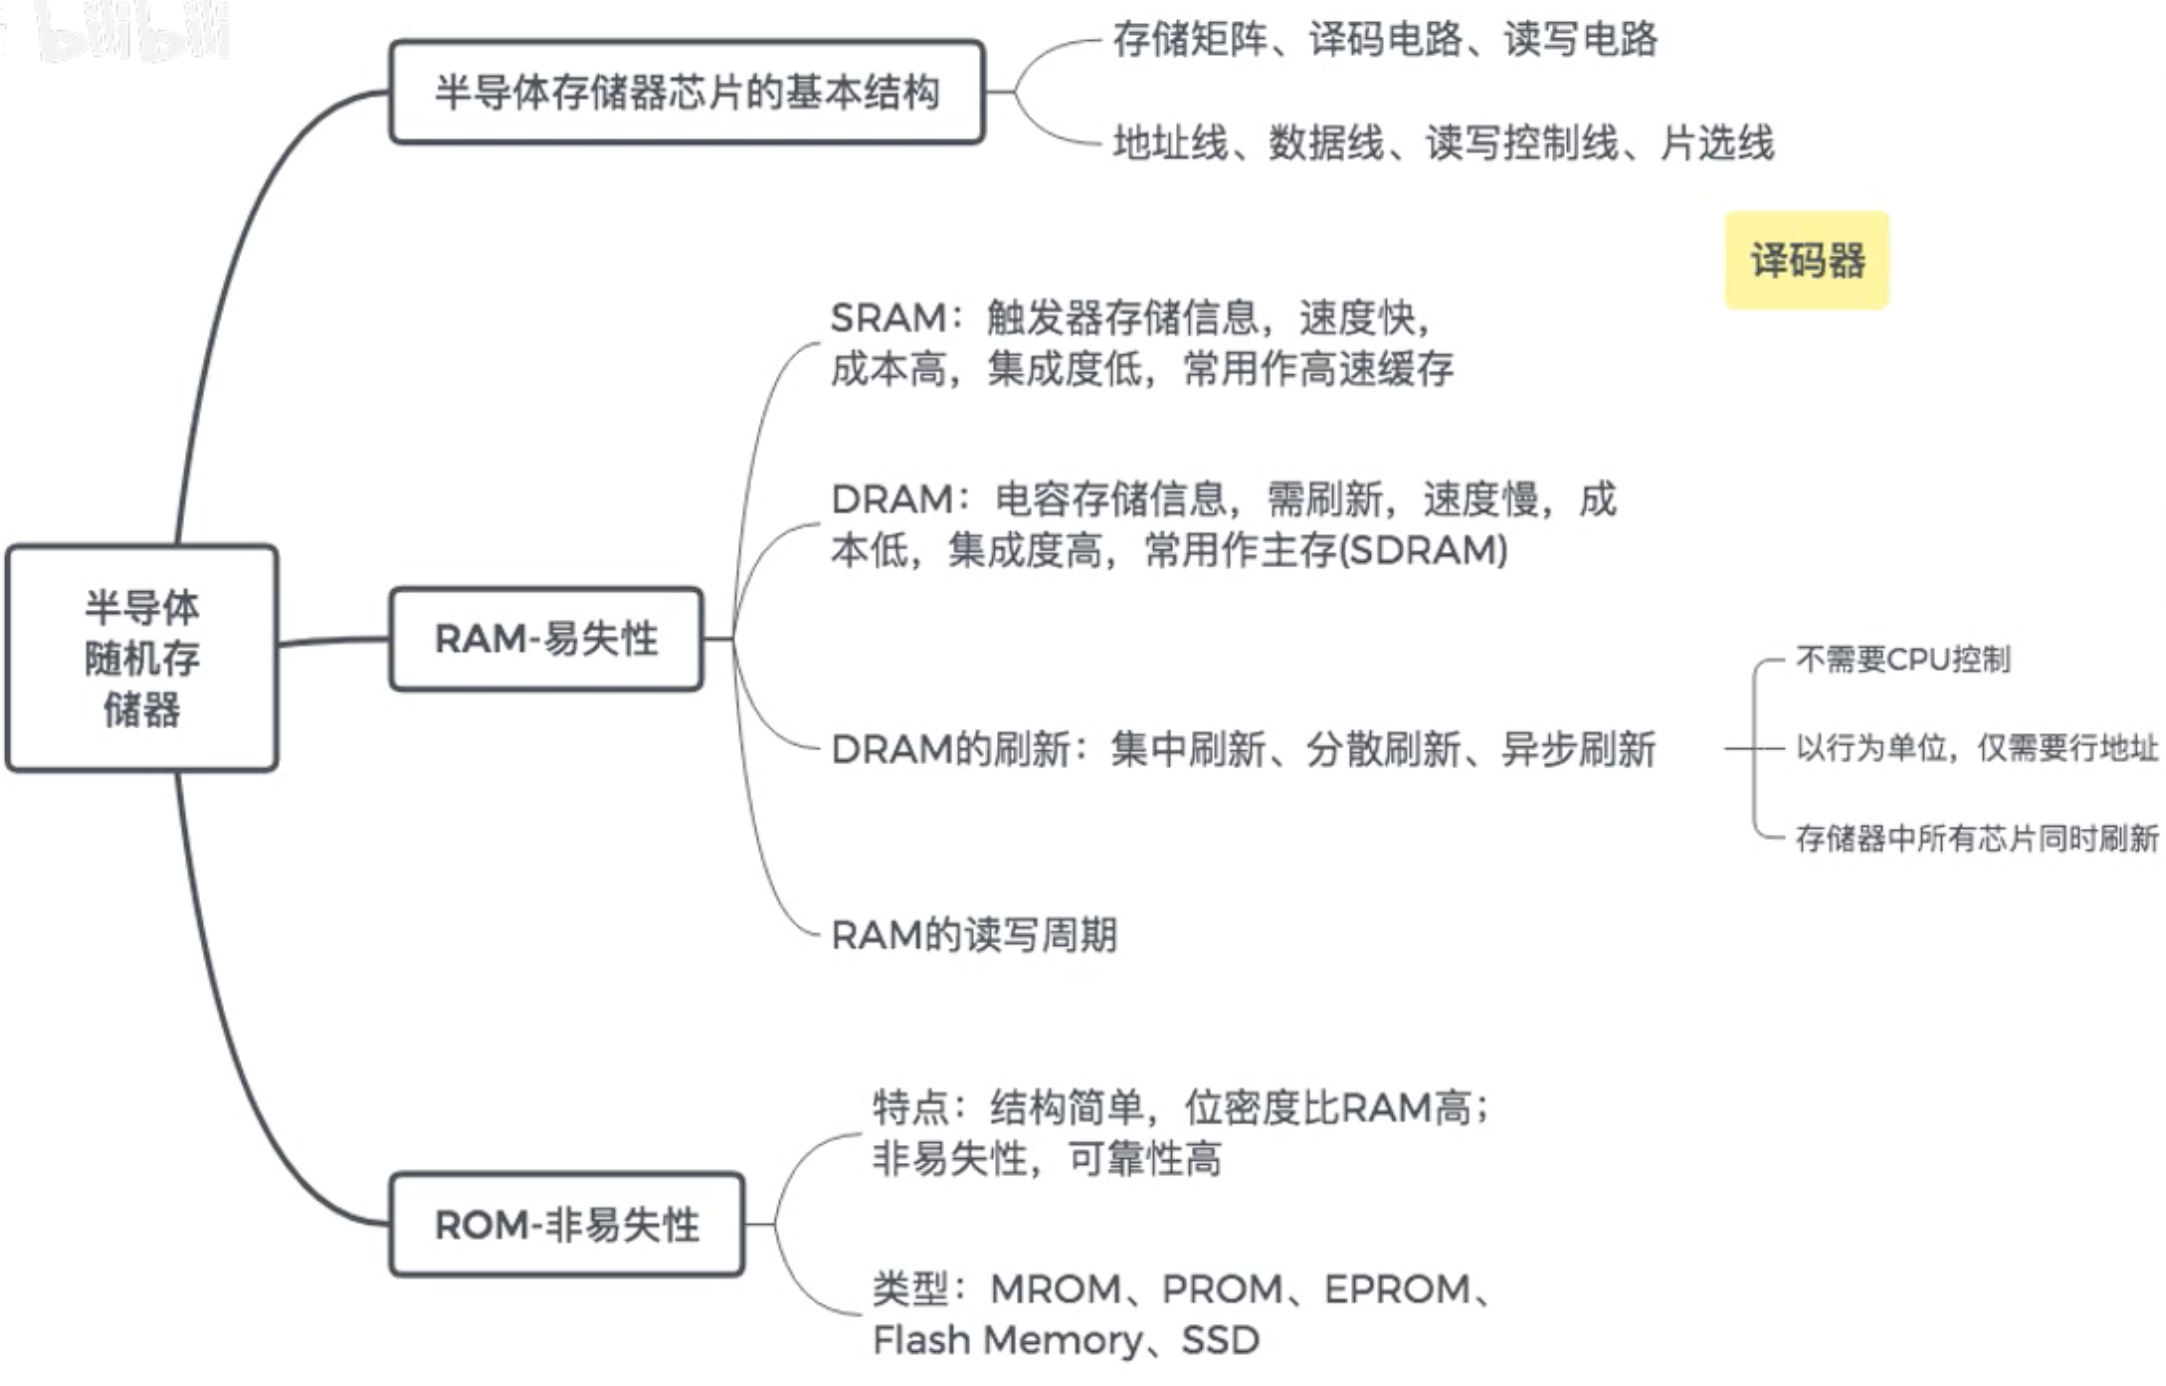 bilibili
半导体存储器芯片的基本结构
存储矩阵、译码电路、读写电路
地址线、数据线、读写控制线、片选线
译码器
半导体
随机存
储器
RAM-易失性
SRAM：触发器存储信息，速度快，
成本高，集成度低，常用作高速缓存
DRAM：电容存储信息，需刷新，速度慢，成
本低，集成度高，常用作主存(SDRAM)
DRAM的刷新：集中刷新、分散刷新、异步刷新
不需要CPU控制
以行为单位，仅需要行地址
存储器中所有芯片同时刷新
RAM的读写周期
ROM-非易失性
特点：结构简单，位密度比RAM高；
非易失性，可靠性高
类型：MROM、PROM、EPROM、
Flash Memory、SSD